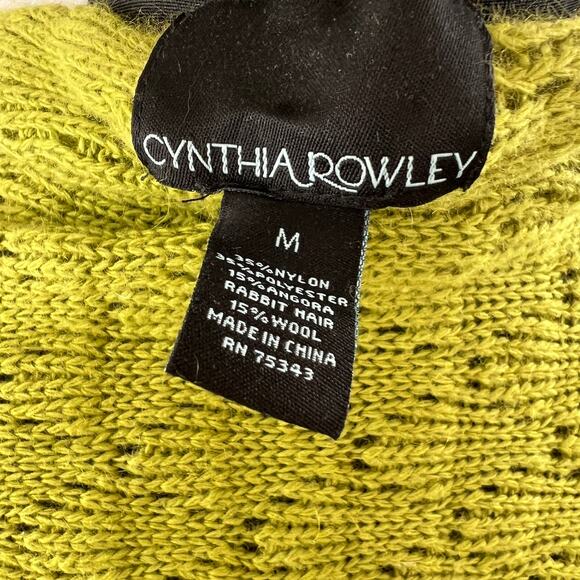 CYNTHIA ROWLEY
M
35% NYLON
35% POLYESTER
15% ANGORA
RABBIT HAIR
15% WOOL
MADE IN CHINA
RN 75343